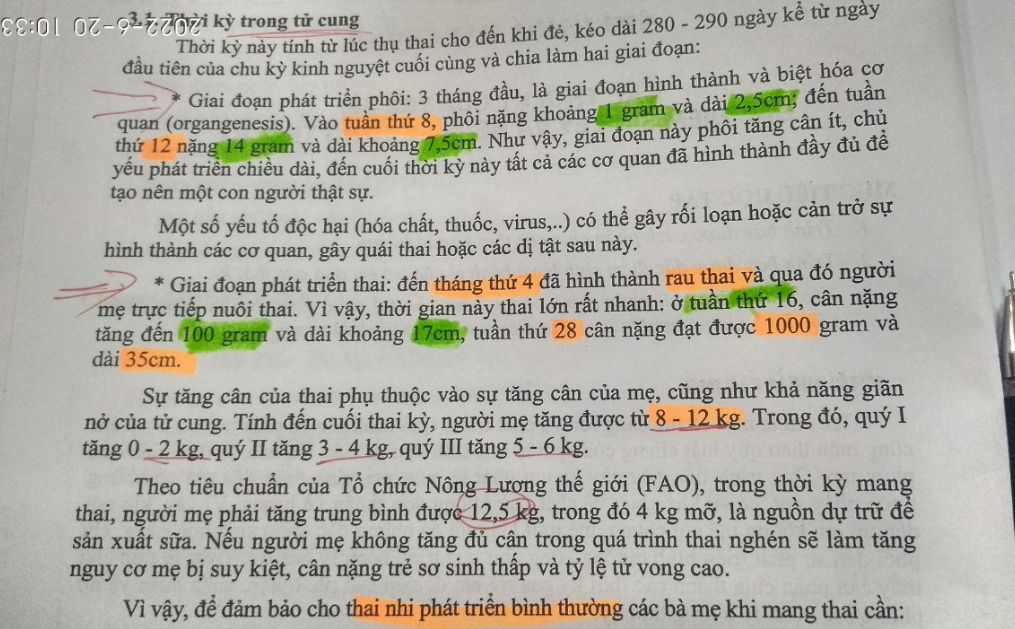 3.1. Thời kỳ trong tử cung
2022-6-20 10:33
Thời kỳ này tính từ lúc thụ thai cho đến khi đẻ, kéo dài 280 - 290 ngày kể từ ngày
đầu tiên của chu kỳ kinh nguyệt cuối cùng và chia làm hai giai đoạn:
* Giai đoạn phát triển phôi: 3 tháng đầu, là giai đoạn hình thành và biệt hóa cơ
quan (organgenesis). Vào tuần thứ 8, phôi nặng khoảng 1 gram và dài 2,5cm; đến tuần
thứ 12 nặng 14 gram và dài khoảng 7,5cm. Như vậy, giai đoạn này phôi tăng cân ít, chủ
yếu phát triển chiều dài, đến cuối thời kỳ này tất cả các cơ quan đã hình thành đầy đủ để
tạo nên một con người thật sự.
Một số yếu tố độc hại (hóa chất, thuốc, virus,..) có thể gây rối loạn hoặc cản trở sự
hình thành các cơ quan, gây quái thai hoặc các dị tật sau này.
* Giai đoạn phát triển thai: đến tháng thứ 4 đã hình thành rau thai và qua đó người
mẹ trực tiếp nuôi thai. Vì vậy, thời gian này thai lớn rất nhanh: ở tuần thứ 16, cân nặng
tăng đến 100 gram và dài khoảng 17cm, tuần thứ 28 cân nặng đạt được 1000 gram và
dài 35cm.
Sự tăng cân của thai phụ thuộc vào sự tăng cân của mẹ, cũng như khả năng giãn
nở của tử cung. Tính đến cuối thai kỳ, người mẹ tăng được từ 8 - 12 kg. Trong đó, quý I
tăng 0 - 2 kg, quý II tăng 3 - 4 kg, quý III tăng 5 - 6 kg.
Theo tiêu chuẩn của Tổ chức Nông Lương thế giới (FAO), trong thời kỳ mang
thai, người mẹ phải tăng trung bình được 12,5 kg, trong đó 4 kg mỡ, là nguồn dự trữ để
sản xuất sữa. Nếu người mẹ không tăng đủ cân trong quá trình thai nghén sẽ làm tăng
nguy cơ mẹ bị suy kiệt, cân nặng trẻ sơ sinh thấp và tỷ lệ tử vong cao.
Vì vậy, để đảm bảo cho thai nhi phát triển bình thường các bà mẹ khi mang thai cần: